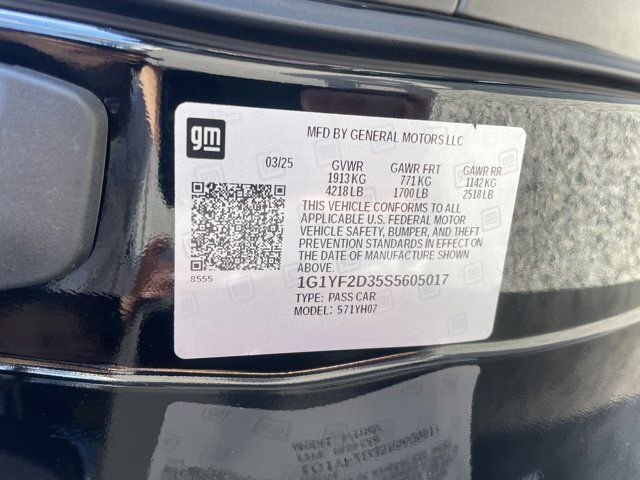 gm
MFD BY GENERAL MOTORS LLC
03/25 GVWR GAWR FRT GAWR RR
1913 KG 771 KG 1142 KG
4218 LB 1700 LB 2518 LB
THIS VEHICLE CONFORMS TO ALL
APPLICABLE U.S. FEDERAL MOTOR
VEHICLE SAFETY, BUMPER, AND THEFT
PREVENTION STANDARDS IN EFFECT ON
THE DATE OF MANUFACTURE SHOWN
ABOVE.
8555
1G1YF2D35S5605017
TYPE: PASS CAR
MODEL: 571YH07